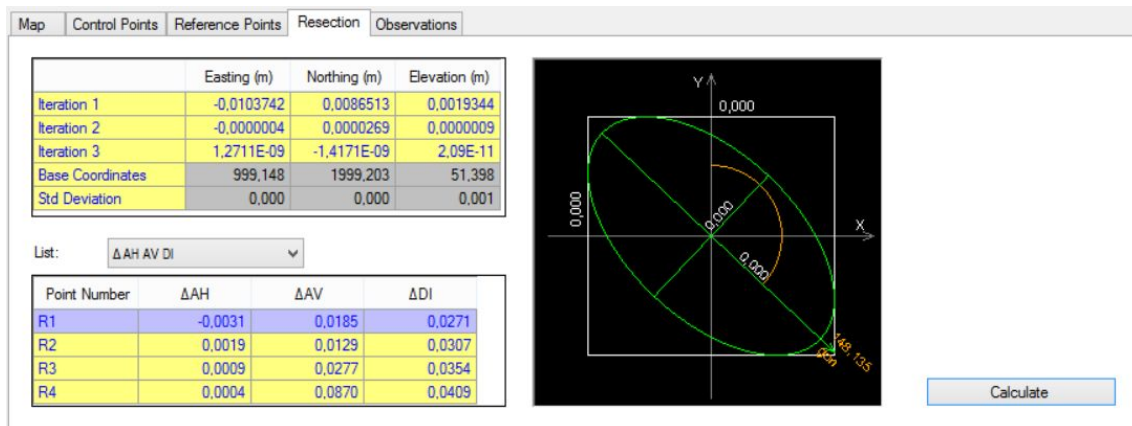 Map Control Points Reference Points Resection Observations
Easting (m) Northing (m) Elevation (m)
Iteration 1 -0,0103742 0,0086513 0,0019344
Iteration 2 -0,0000004 0,0000269 0,0000009
Iteration 3 1,2711E-09 -1,4171E-09 2,09E-11
Base Coordinates 999,148 1999,203 51,398
Std Deviation 0,000 0,000 0,001
List: Δ AH AV DI
Point Number ΔAH ΔAV ΔDI
R1 -0,0031 0,0185 0,0271
R2 0,0019 0,0129 0,0307
R3 0,0009 0,0277 0,0354
R4 0,0004 0,0870 0,0409
Y
0,000
0,000
0,000
X
0,000
148,135
gon
Calculate